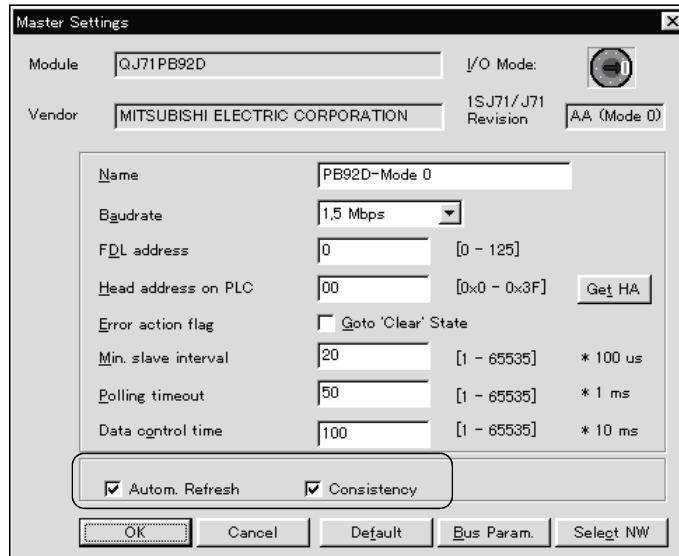 Master Settings
Module QJ71PB92D I/O Mode: 0
Vendor MITSUBISHI ELECTRIC CORPORATION 1SJ71/J71 Revision AA (Mode 0)
Name PB92D-Mode 0
Baudrate 1,5 Mbps
FDL address 0 [0 - 125]
Head address on PLC 00 [0x0 - 0x3F] Get HA
Error action flag Goto 'Clear' State
Min. slave interval 20 [1 - 65535] * 100 us
Polling timeout 50 [1 - 65535] * 1 ms
Data control time 100 [1 - 65535] * 10 ms
Autom. Refresh Consistency
OK Cancel Default Bus Param. Select NW